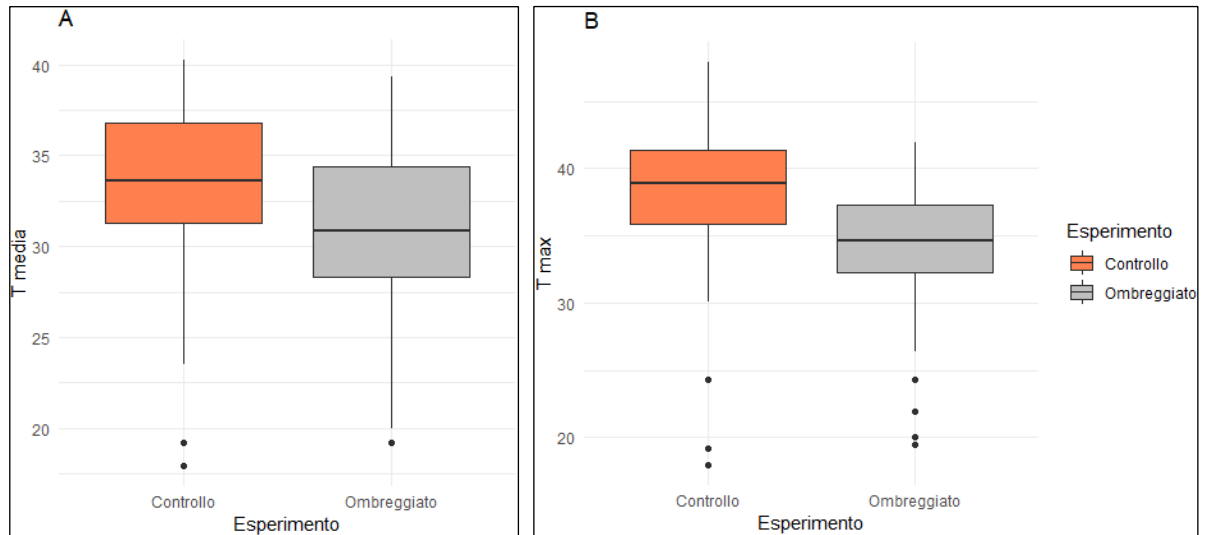 A
T media
40
35
30
25
20
Controllo
Ombreggiato
Esperimento
B
T max
40
30
20
Controllo
Ombreggiato
Esperimento
Esperimento
Controllo
Ombreggiato